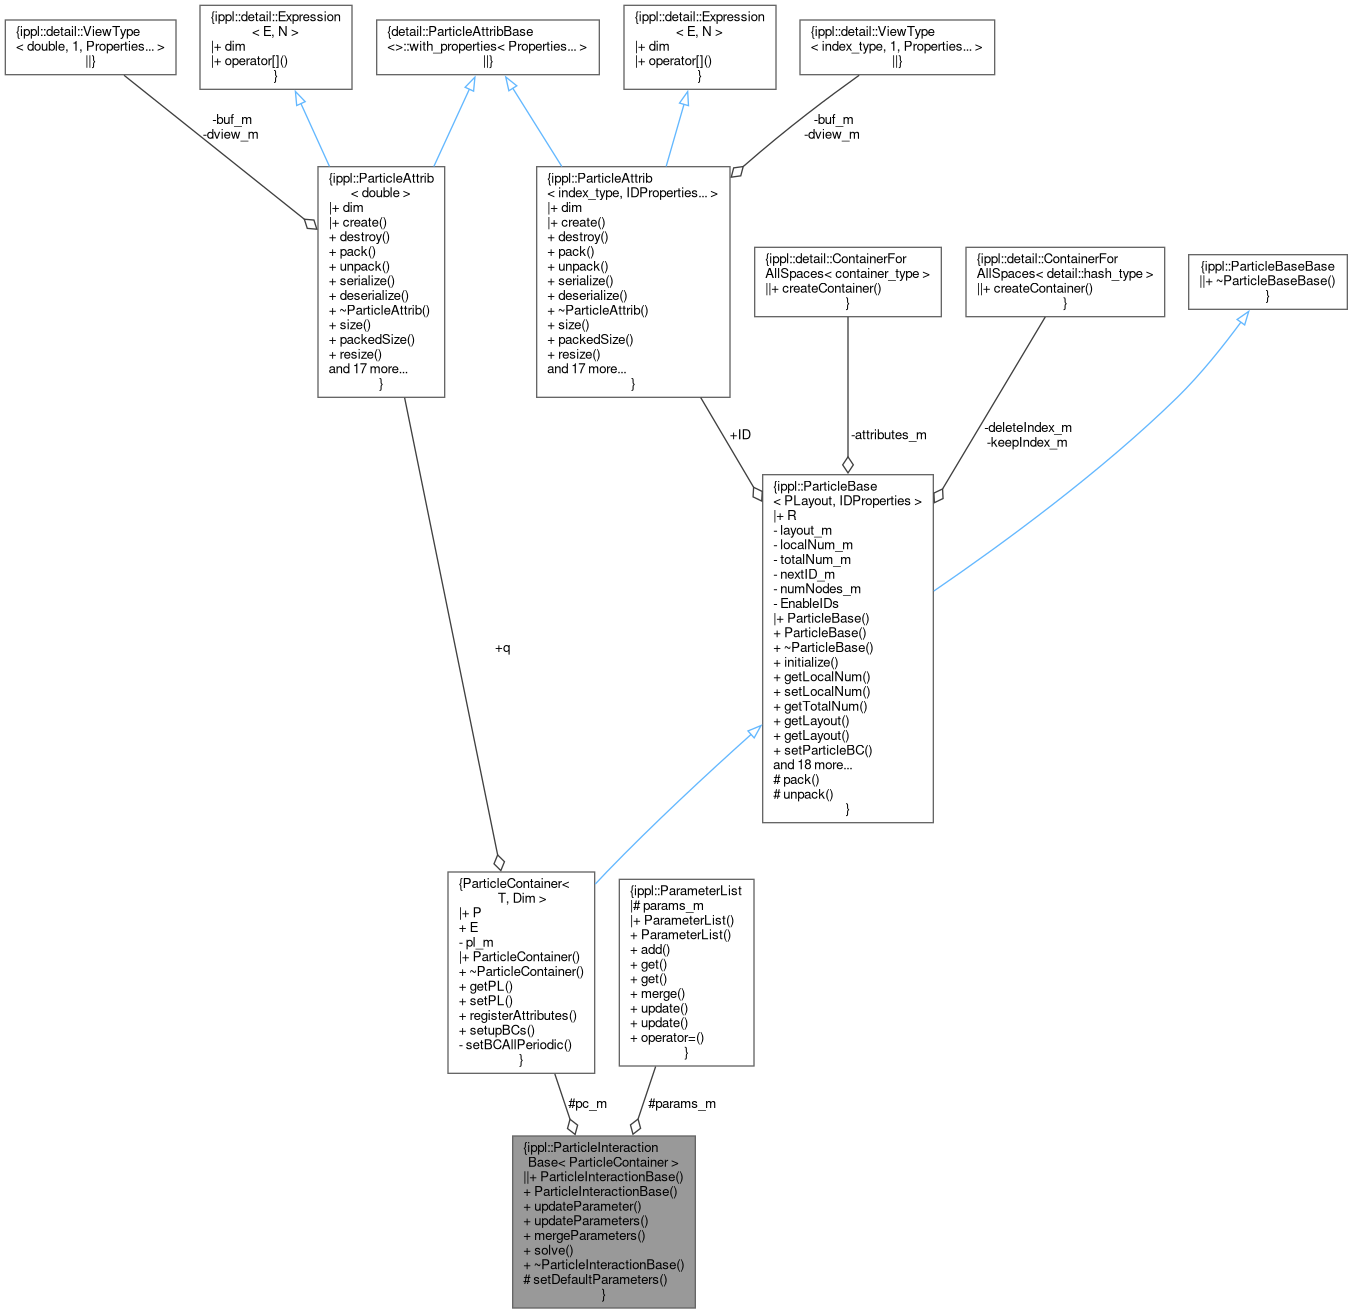 {ippl::detail::ViewType
< double, 1, Properties... >
||}
{ippl::detail::Expression
< E, N >
|+ dim
|+ operator[]()
}
{detail::ParticleAttribBase
<>::with_properties< Properties... >
||}
{ippl::detail::Expression
< E, N >
|+ dim
|+ operator[]()
}
{ippl::detail::ViewType
< index_type, 1, Properties... >
||}
-buf_m
-dview_m
-buf_m
-dview_m
{ippl::ParticleAttrib
< double >
|+ dim
|+ create()
+ destroy()
+ pack()
+ unpack()
+ serialize()
+ deserialize()
+ ~ParticleAttrib()
+ size()
+ packedSize()
+ resize()
and 17 more...
}
{ippl::ParticleAttrib
< index_type, IDProperties... >
|+ dim
|+ create()
+ destroy()
+ pack()
+ unpack()
+ serialize()
+ deserialize()
+ ~ParticleAttrib()
+ size()
+ packedSize()
+ resize()
and 17 more...
}
{ippl::detail::ContainerFor
AllSpaces< container_type >
||+ createContainer()
}
{ippl::detail::ContainerFor
AllSpaces< detail::hash_type >
||+ createContainer()
}
{ippl::ParticleBaseBase
||+ ~ParticleBaseBase()
}
+ID
-attributes_m
-deleteIndex_m
-keepIndex_m
{ippl::ParticleBase
< PLayout, IDProperties >
|+ R
- layout_m
- localNum_m
- totalNum_m
- nextID_m
- numNodes_m
- EnableIDs
|+ ParticleBase()
+ ParticleBase()
+ ~ParticleBase()
+ initialize()
+ getLocalNum()
+ setLocalNum()
+ getTotalNum()
+ getLayout()
+ getLayout()
+ setParticleBC()
and 18 more...
# pack()
# unpack()
}
+q
{ParticleContainer<
T, Dim >
|+ P
+ E
- pl_m
|+ ParticleContainer()
+ ~ParticleContainer()
+ getPL()
+ setPL()
+ registerAttributes()
+ setupBCs()
- setBCAllPeriodic()
}
{ippl::ParameterList
|# params_m
|+ ParameterList()
+ ParameterList()
+ add()
+ get()
+ get()
+ merge()
+ update()
+ update()
+ operator=()
}
#pc_m
#params_m
{ippl::ParticleInteraction
Base< ParticleContainer >
||+ ParticleInteractionBase()
+ ParticleInteractionBase()
+ updateParameter()
+ updateParameters()
+ mergeParameters()
+ solve()
+ ~ParticleInteractionBase()
# setDefaultParameters()
}